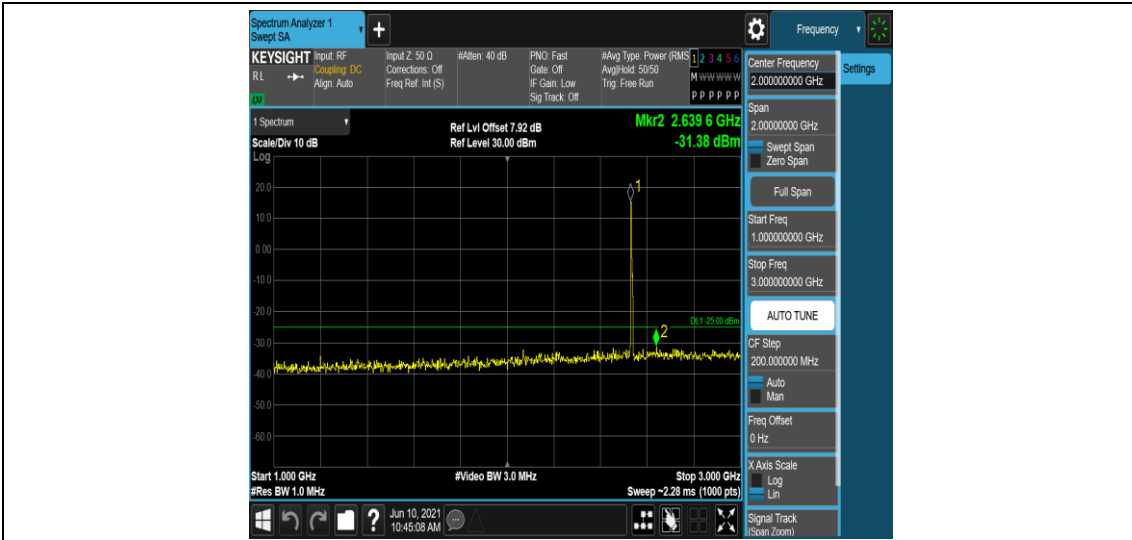 Spectrum Analyzer 1
Swept SA
Frequency
KEYSIGHT
RL
LXI
Input: RF
Coupling: DC
Align: Auto
Input Z: 50 Ω
Corrections: Off
Freq Ref: Int (S)
#Atten: 40 dB
PNO: Fast
Gate: Off
IF Gain: Low
Sig Track: Off
#Avg Type: Power (RMS
Avg|Hold: 50/50
Trig: Free Run
1 2 3 4 5 6
M W W W W W
P P P P P P
1 Spectrum
Scale/Div 10 dB
Ref Lvl Offset 7.92 dB
Ref Level 30.00 dBm
Mkr2 2.639 6 GHz
-31.38 dBm
Log
20.0
10.0
0.00
-10.0
-20.0
-30.0
-40.0
-50.0
-60.0
1
2
DL1 -25.00 dBm
Start 1.000 GHz
#Res BW 1.0 MHz
#Video BW 3.0 MHz
Stop 3.000 GHz
Sweep ~2.28 ms (1000 pts)
Jun 10, 2021
10:45:08 AM
Center Frequency
2.000000000 GHz
Settings
Span
2.00000000 GHz
Swept Span
Zero Span
Full Span
Start Freq
1.000000000 GHz
Stop Freq
3.000000000 GHz
AUTO TUNE
CF Step
200.000000 MHz
Auto
Man
Freq Offset
0 Hz
X Axis Scale
Log
Lin
Signal Track
(Span Zoom)